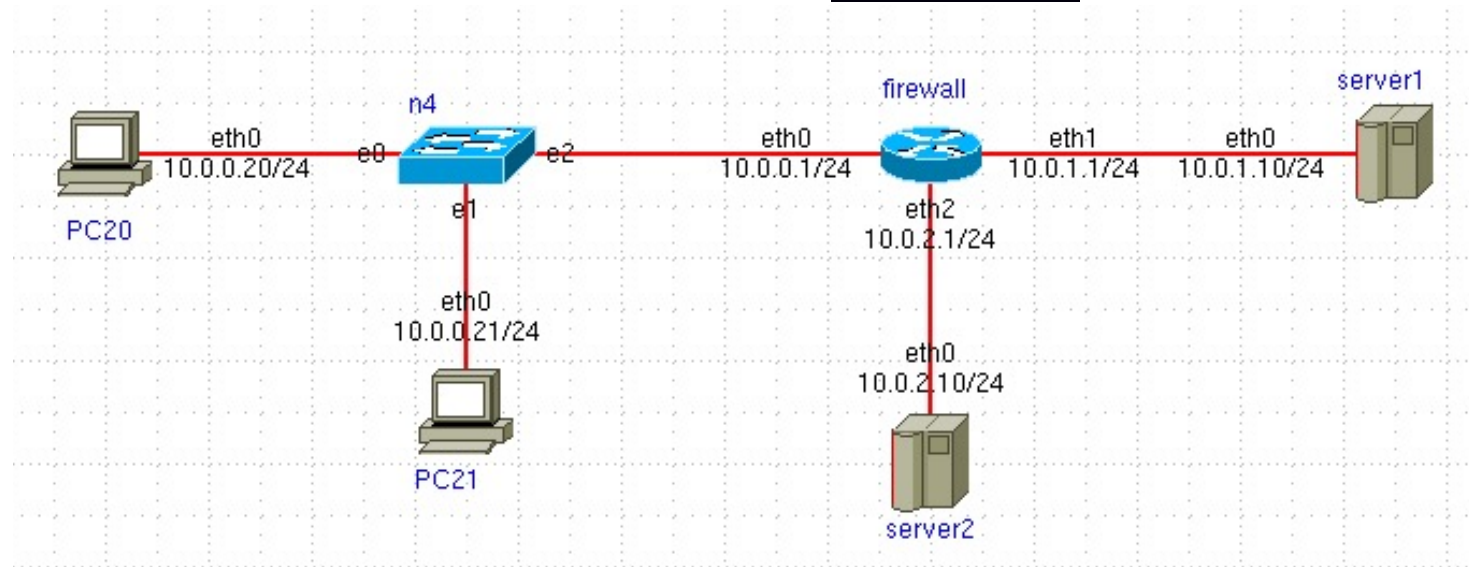 n4
firewall
server1
eth0
10.0.0.20/24
e0
e2
eth0
10.0.0.1/24
eth1
10.0.1.1/24
eth0
10.0.1.10/24
PC20
e1
eth2
10.0.2.1/24
eth0
10.0.0.21/24
eth0
10.0.2.10/24
PC21
server2